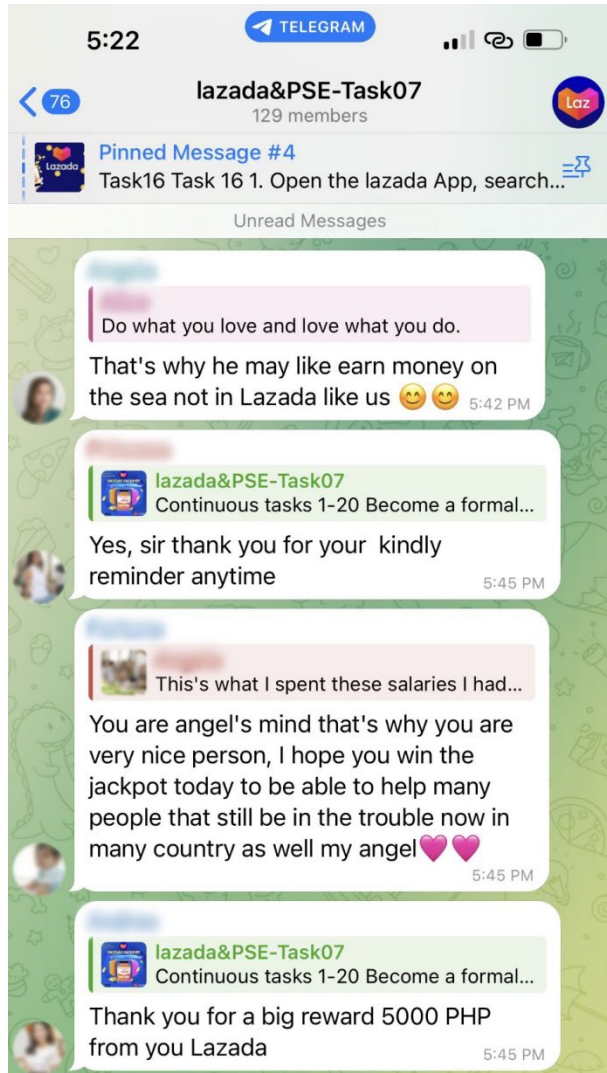 5:22
TELEGRAM
76
lazada&PSE-Task07
129 members
Laz
Lazada
Pinned Message #4
Task16 Task 16 1. Open the lazada App, search...
Unread Messages
Do what you love and love what you do.
That's why he may like earn money on
the sea not in Lazada like us 😊 😊 5:42 PM
lazada&PSE-Task07
Continuous tasks 1-20 Become a formal...
Yes, sir thank you for your kindly
reminder anytime 5:45 PM
This's what I spent these salaries I had...
You are angel's mind that's why you are
very nice person, I hope you win the
jackpot today to be able to help many
people that still be in the trouble now in
many country as well my angel💗💗
5:45 PM
lazada&PSE-Task07
Continuous tasks 1-20 Become a formal...
Thank you for a big reward 5000 PHP
from you Lazada 5:45 PM